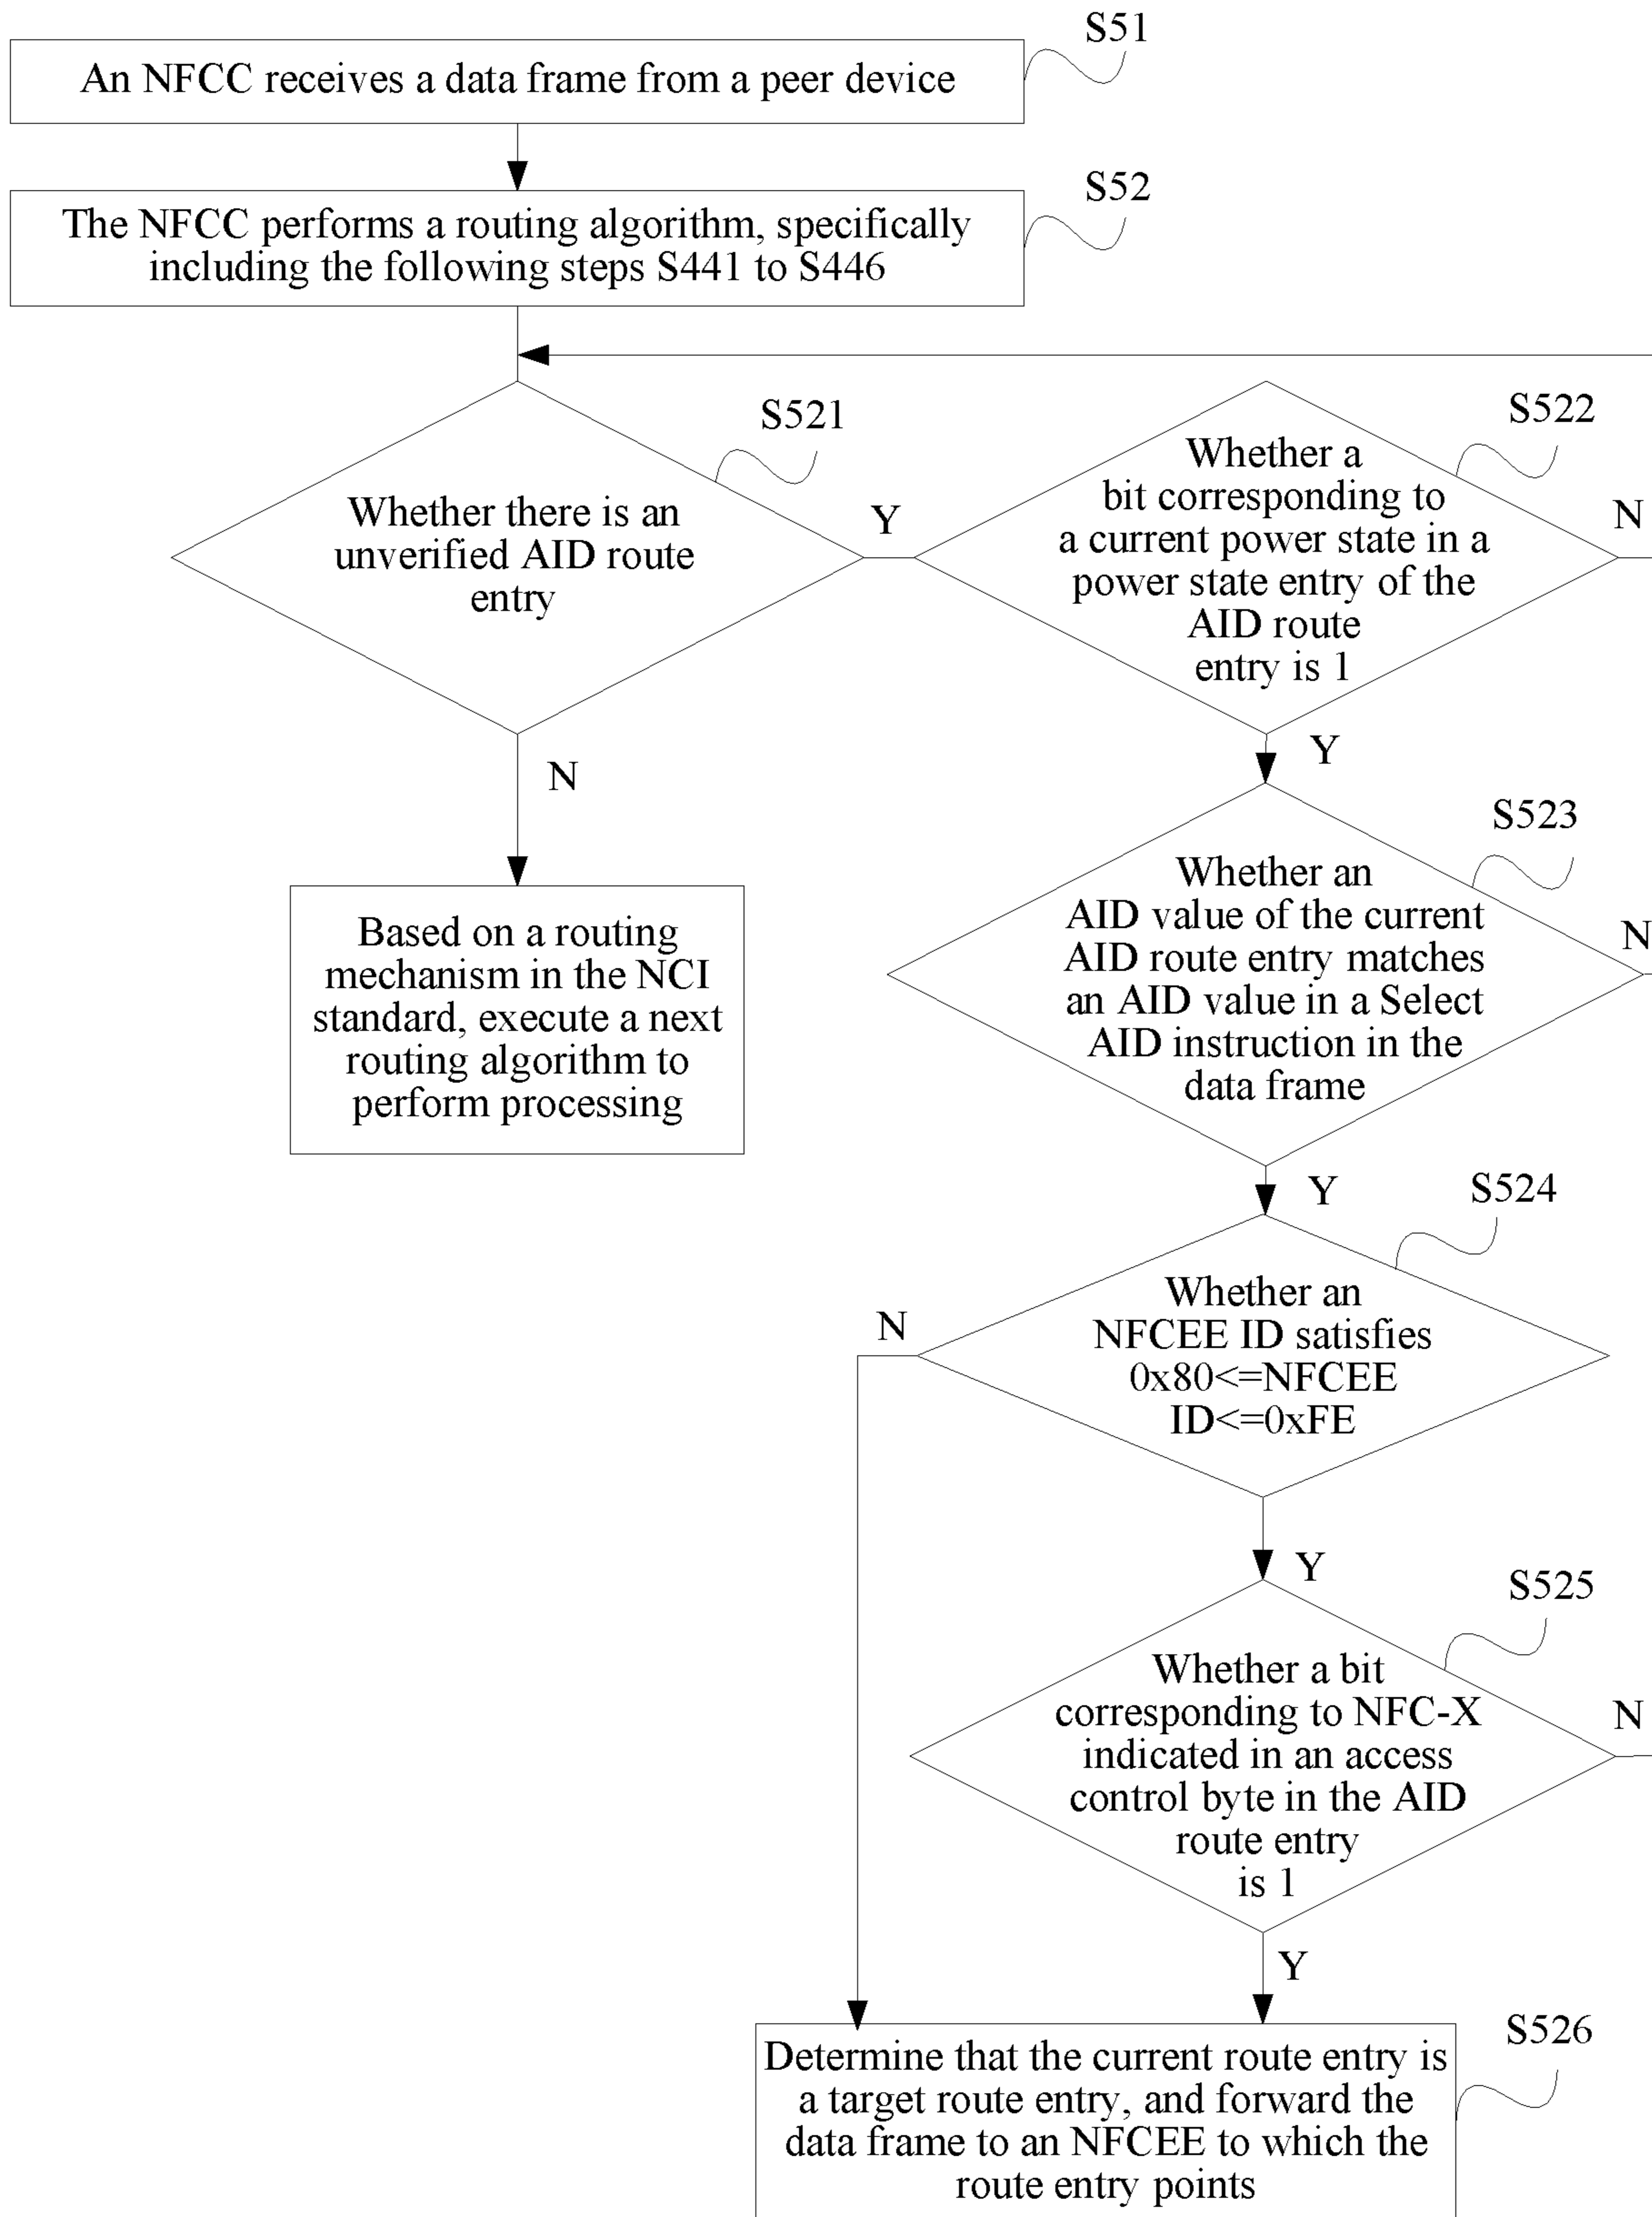 S51
An NFCC receives a data frame from a peer device
S52
The NFCC performs a routing algorithm, specifically
including the following steps S441 to S446
S521
Whether there is an
unverified AID route
entry
Y
N
S522
Whether a
bit corresponding to
a current power state in a
power state entry of the
AID route
entry is 1
N
Y
Based on a routing
mechanism in the NCI
standard, execute a next
routing algorithm to
perform processing
S523
Whether an
AID value of the current
AID route entry matches
an AID value in a Select
AID instruction in the
data frame
N
Y
S524
Whether an
NFCEE ID satisfies
0x80<=NFCEE
ID<=0xFE
N
Y
S525
Whether a bit
corresponding to NFC-X
indicated in an access
control byte in the AID
route entry
is 1
N
Y
S526
Determine that the current route entry is
a target route entry, and forward the
data frame to an NFCEE to which the
route entry points